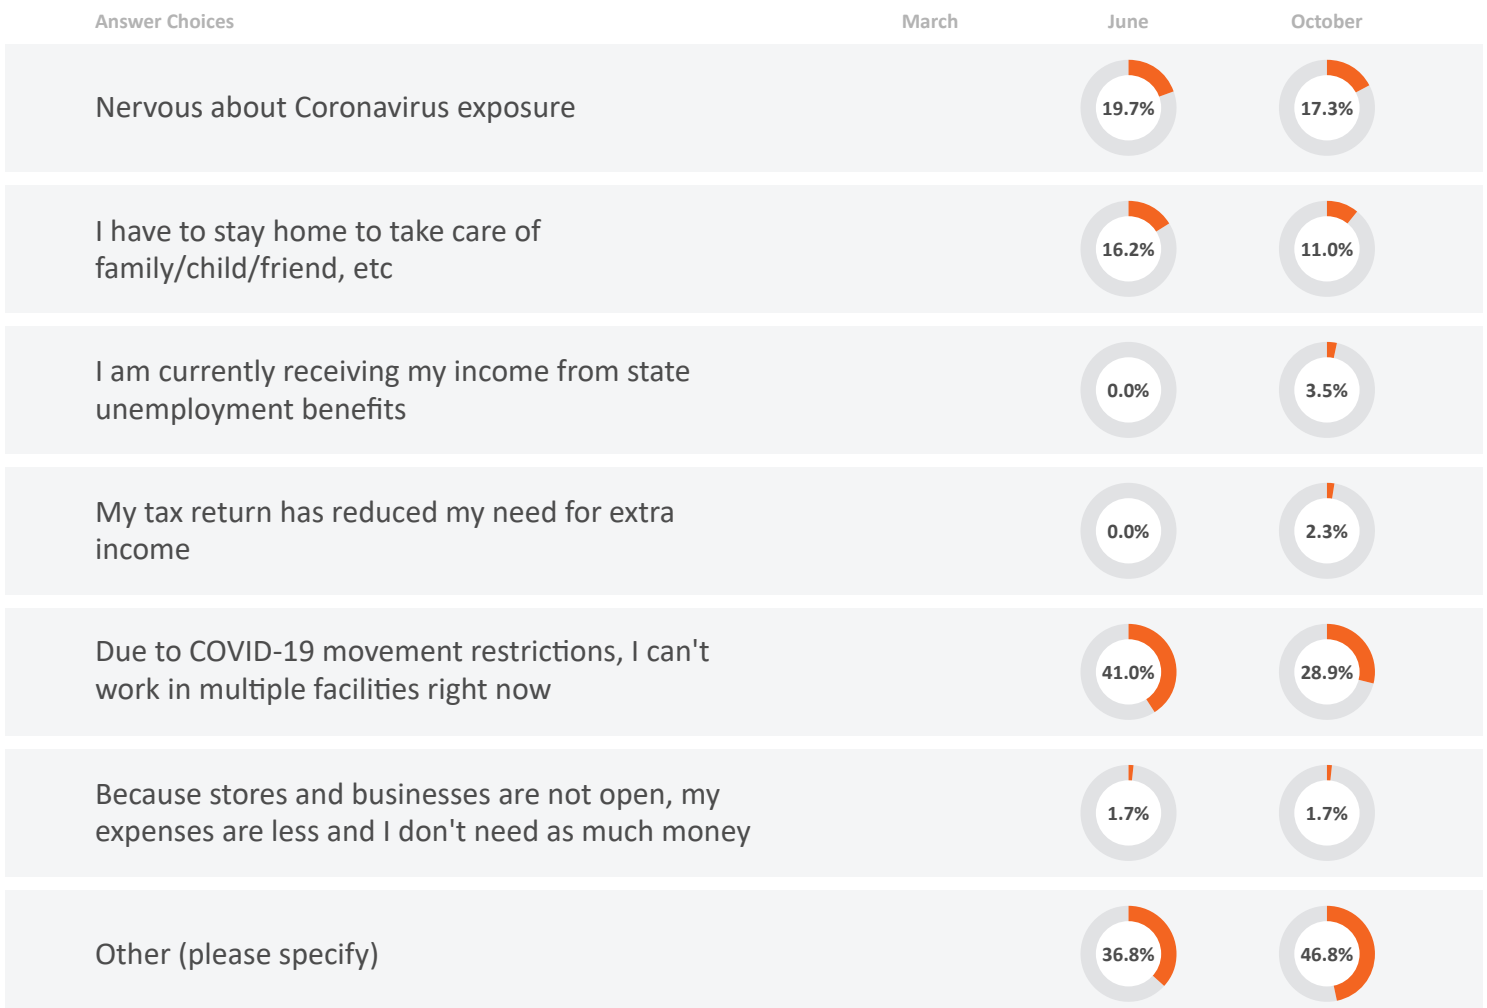 Answer Choices March June October
Nervous about Coronavirus exposure 19.7% 17.3%
I have to stay home to take care of
family/child/friend, etc
16.2% 11.0%
I am currently receiving my income from state
unemployment benefits
0.0% 3.5%
My tax return has reduced my need for extra
income
0.0% 2.3%
Due to COVID-19 movement restrictions, I can't
work in multiple facilities right now
41.0% 28.9%
Because stores and businesses are not open, my
expenses are less and I don't need as much money
1.7% 1.7%
Other (please specify) 36.8% 46.8%